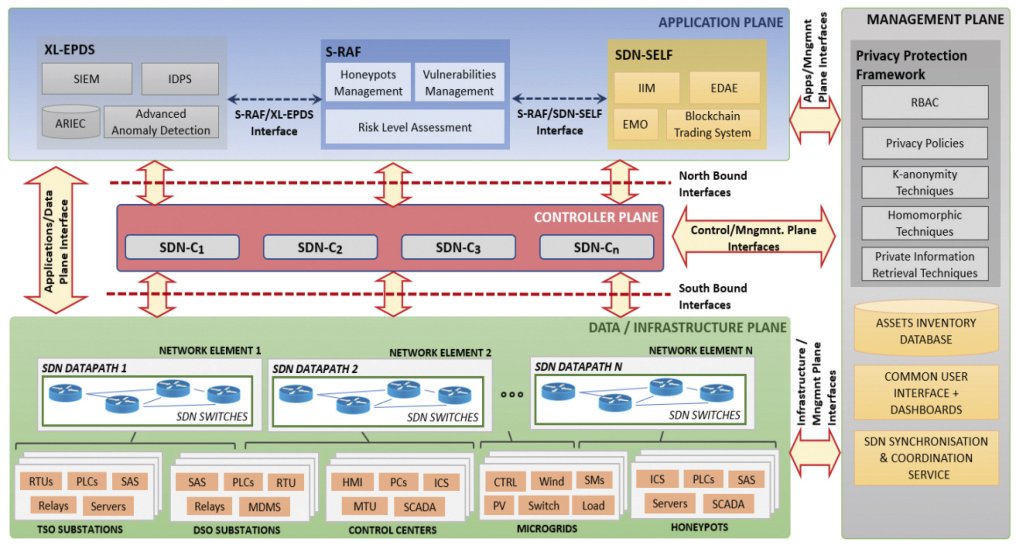 APPLICATION PLANE
XL-EPDS
SIEM
IDPS
ARIEC
Advanced
Anomaly Detection
S-RAF/XL-EPDS
Interface
S-RAF
Honeypots
Management
Vulnerabilities
Management
Risk Level Assessment
S-RAF/SDN-SELF
Interface
SDN-SELF
IIM
EDAE
EMO
Blockchain
Trading System
Apps/Mngmnt
Plane Interfaces
MANAGEMENT PLANE
Privacy Protection
Framework
RBAC
Privacy Policies
K-anonymity
Techniques
Homomorphic
Techniques
Private Information
Retrieval Techniques
ASSETS INVENTORY
DATABASE
COMMON USER
INTERFACE +
DASHBOARDS
SDN SYNCHRONISATION
& COORDINATION
SERVICE
Applications/Data
Plane Interface
North Bound
Interfaces
CONTROLLER PLANE
SDN-C1
SDN-C2
SDN-C3
SDN-Cn
Control/Mngmnt. Plane
Interfaces
South Bound
Interfaces
DATA / INFRASTRUCTURE PLANE
Infrastructure /
Mngmnt Plane
Interfaces
NETWORK ELEMENT 1
SDN DATAPATH 1
SDN SWITCHES
NETWORK ELEMENT 2
SDN DATAPATH 2
SDN SWITCHES
NETWORK ELEMENT N
SDN DATAPATH N
SDN SWITCHES
RTUs PLCs SAS
Relays Servers
TSO SUBSTATIONS
SAS PLCs RTU
Relays MDMS
DSO SUBSTATIONS
HMI PCs ICS
MTU SCADA
CONTROL CENTERS
CTRL Wind SMs
PV Switch Load
MICROGRIDS
ICS PLCs SAS
Servers SCADA
HONEYPOTS